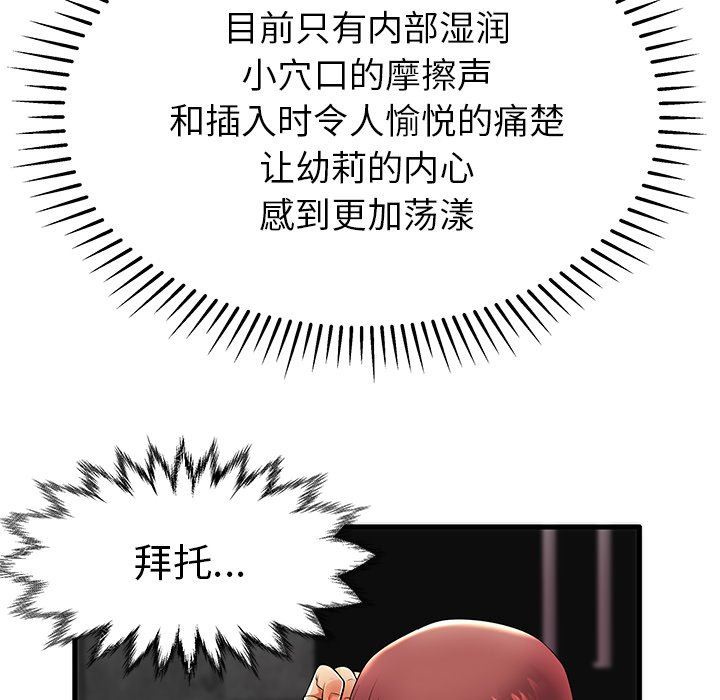 目前只有内部湿润
小穴口的摩擦声
和插入时令人愉悦的痛楚
让幼莉的内心
感到更加荡漾
拜托...